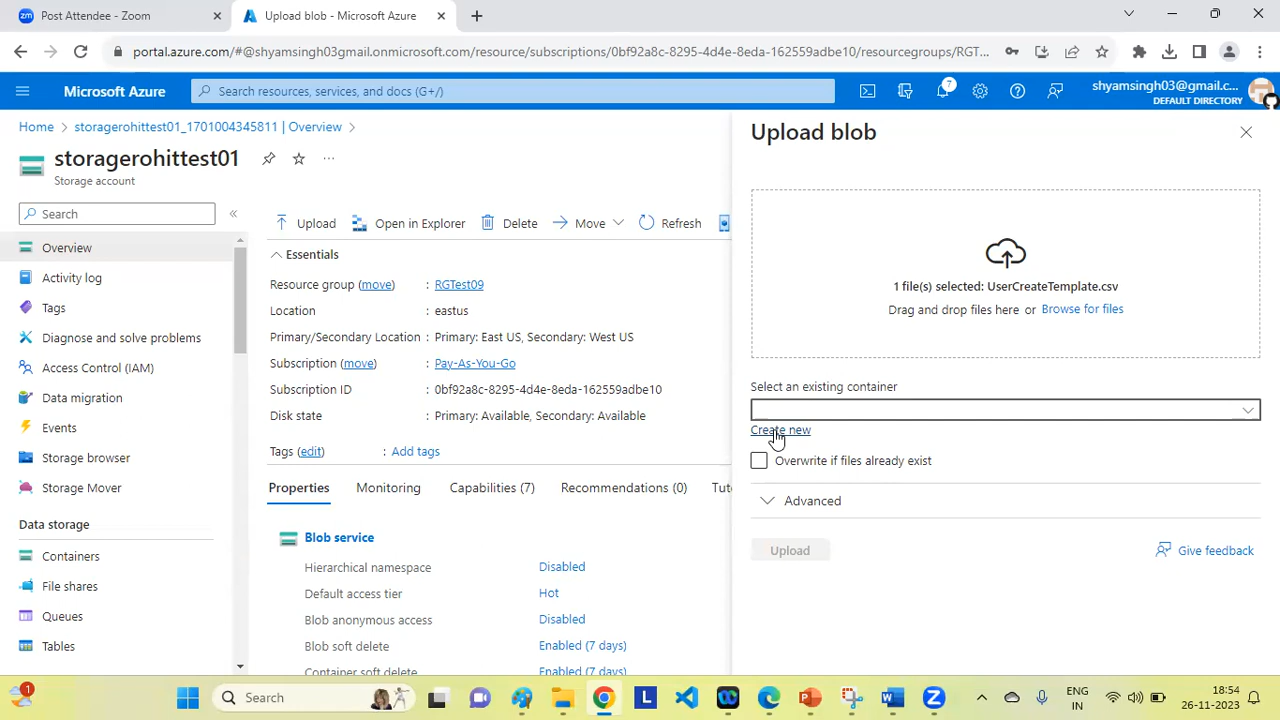 Post Attendee - Zoom
Upload blob - Microsoft Azure
portal.azure.com/#@shyamsingh03gmail.onmicrosoft.com/resource/subscriptions/0bf92a8c-8295-4d4e-8eda-162559adbe10/resourcegroups/RGT...
Microsoft Azure
Search resources, services, and docs (G+/)
7
shyamsingh03@gmail.c...
DEFAULT DIRECTORY
Home
storagerohittest01_1701004345811 | Overview
storagerohittest01
Storage account
Search
Overview
Activity log
Tags
Diagnose and solve problems
Access Control (IAM)
Data migration
Events
Storage browser
Storage Mover
Data storage
Containers
File shares
Queues
Tables
Upload
Open in Explorer
Delete
Move
Refresh
Essentials
Resource group (move) : RGTest09
Location : eastus
Primary/Secondary Location : Primary: East US, Secondary: West US
Subscription (move) : Pay-As-You-Go
Subscription ID : 0bf92a8c-8295-4d4e-8eda-162559adbe10
Disk state : Primary: Available, Secondary: Available
Tags (edit) : Add tags
Properties
Monitoring
Capabilities (7)
Recommendations (0)
Tut
Blob service
Hierarchical namespace Disabled
Default access tier Hot
Blob anonymous access Disabled
Blob soft delete Enabled (7 days)
Container soft delete Enabled (7 days)
Upload blob
1 file(s) selected: UserCreateTemplate.csv
Drag and drop files here or Browse for files
Select an existing container
Create new
Overwrite if files already exist
Advanced
Upload
Give feedback
1
Search
ENG
IN
18:54
26-11-2023